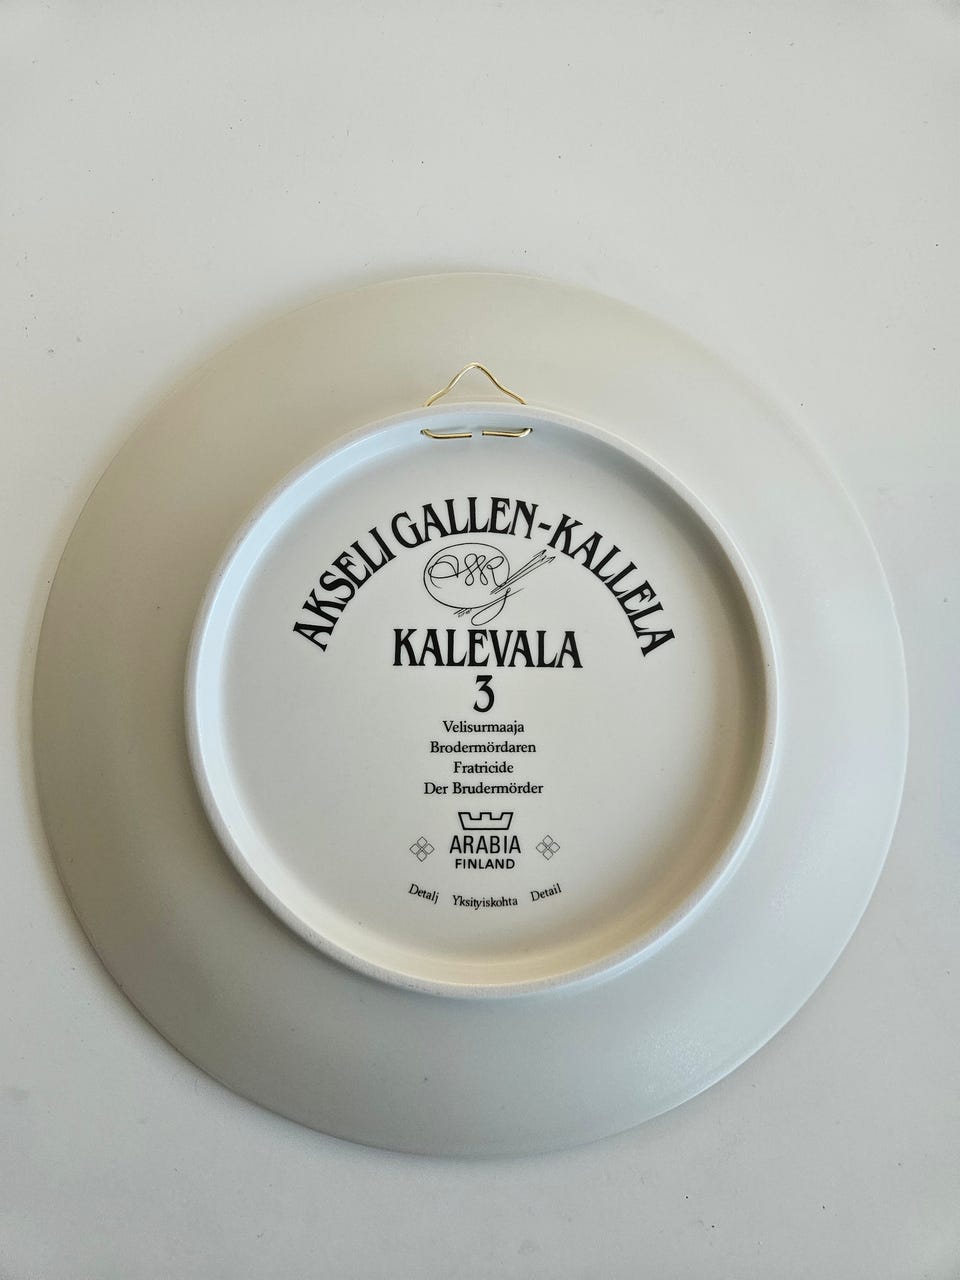 AKSELI GALLEN-KALLELA
KALEVALA
3
Velisurmaaja
Brodermördaren
Fratricide
Der Brudermörder
ARABIA
FINLAND
Detalj Yksityiskohta Detail